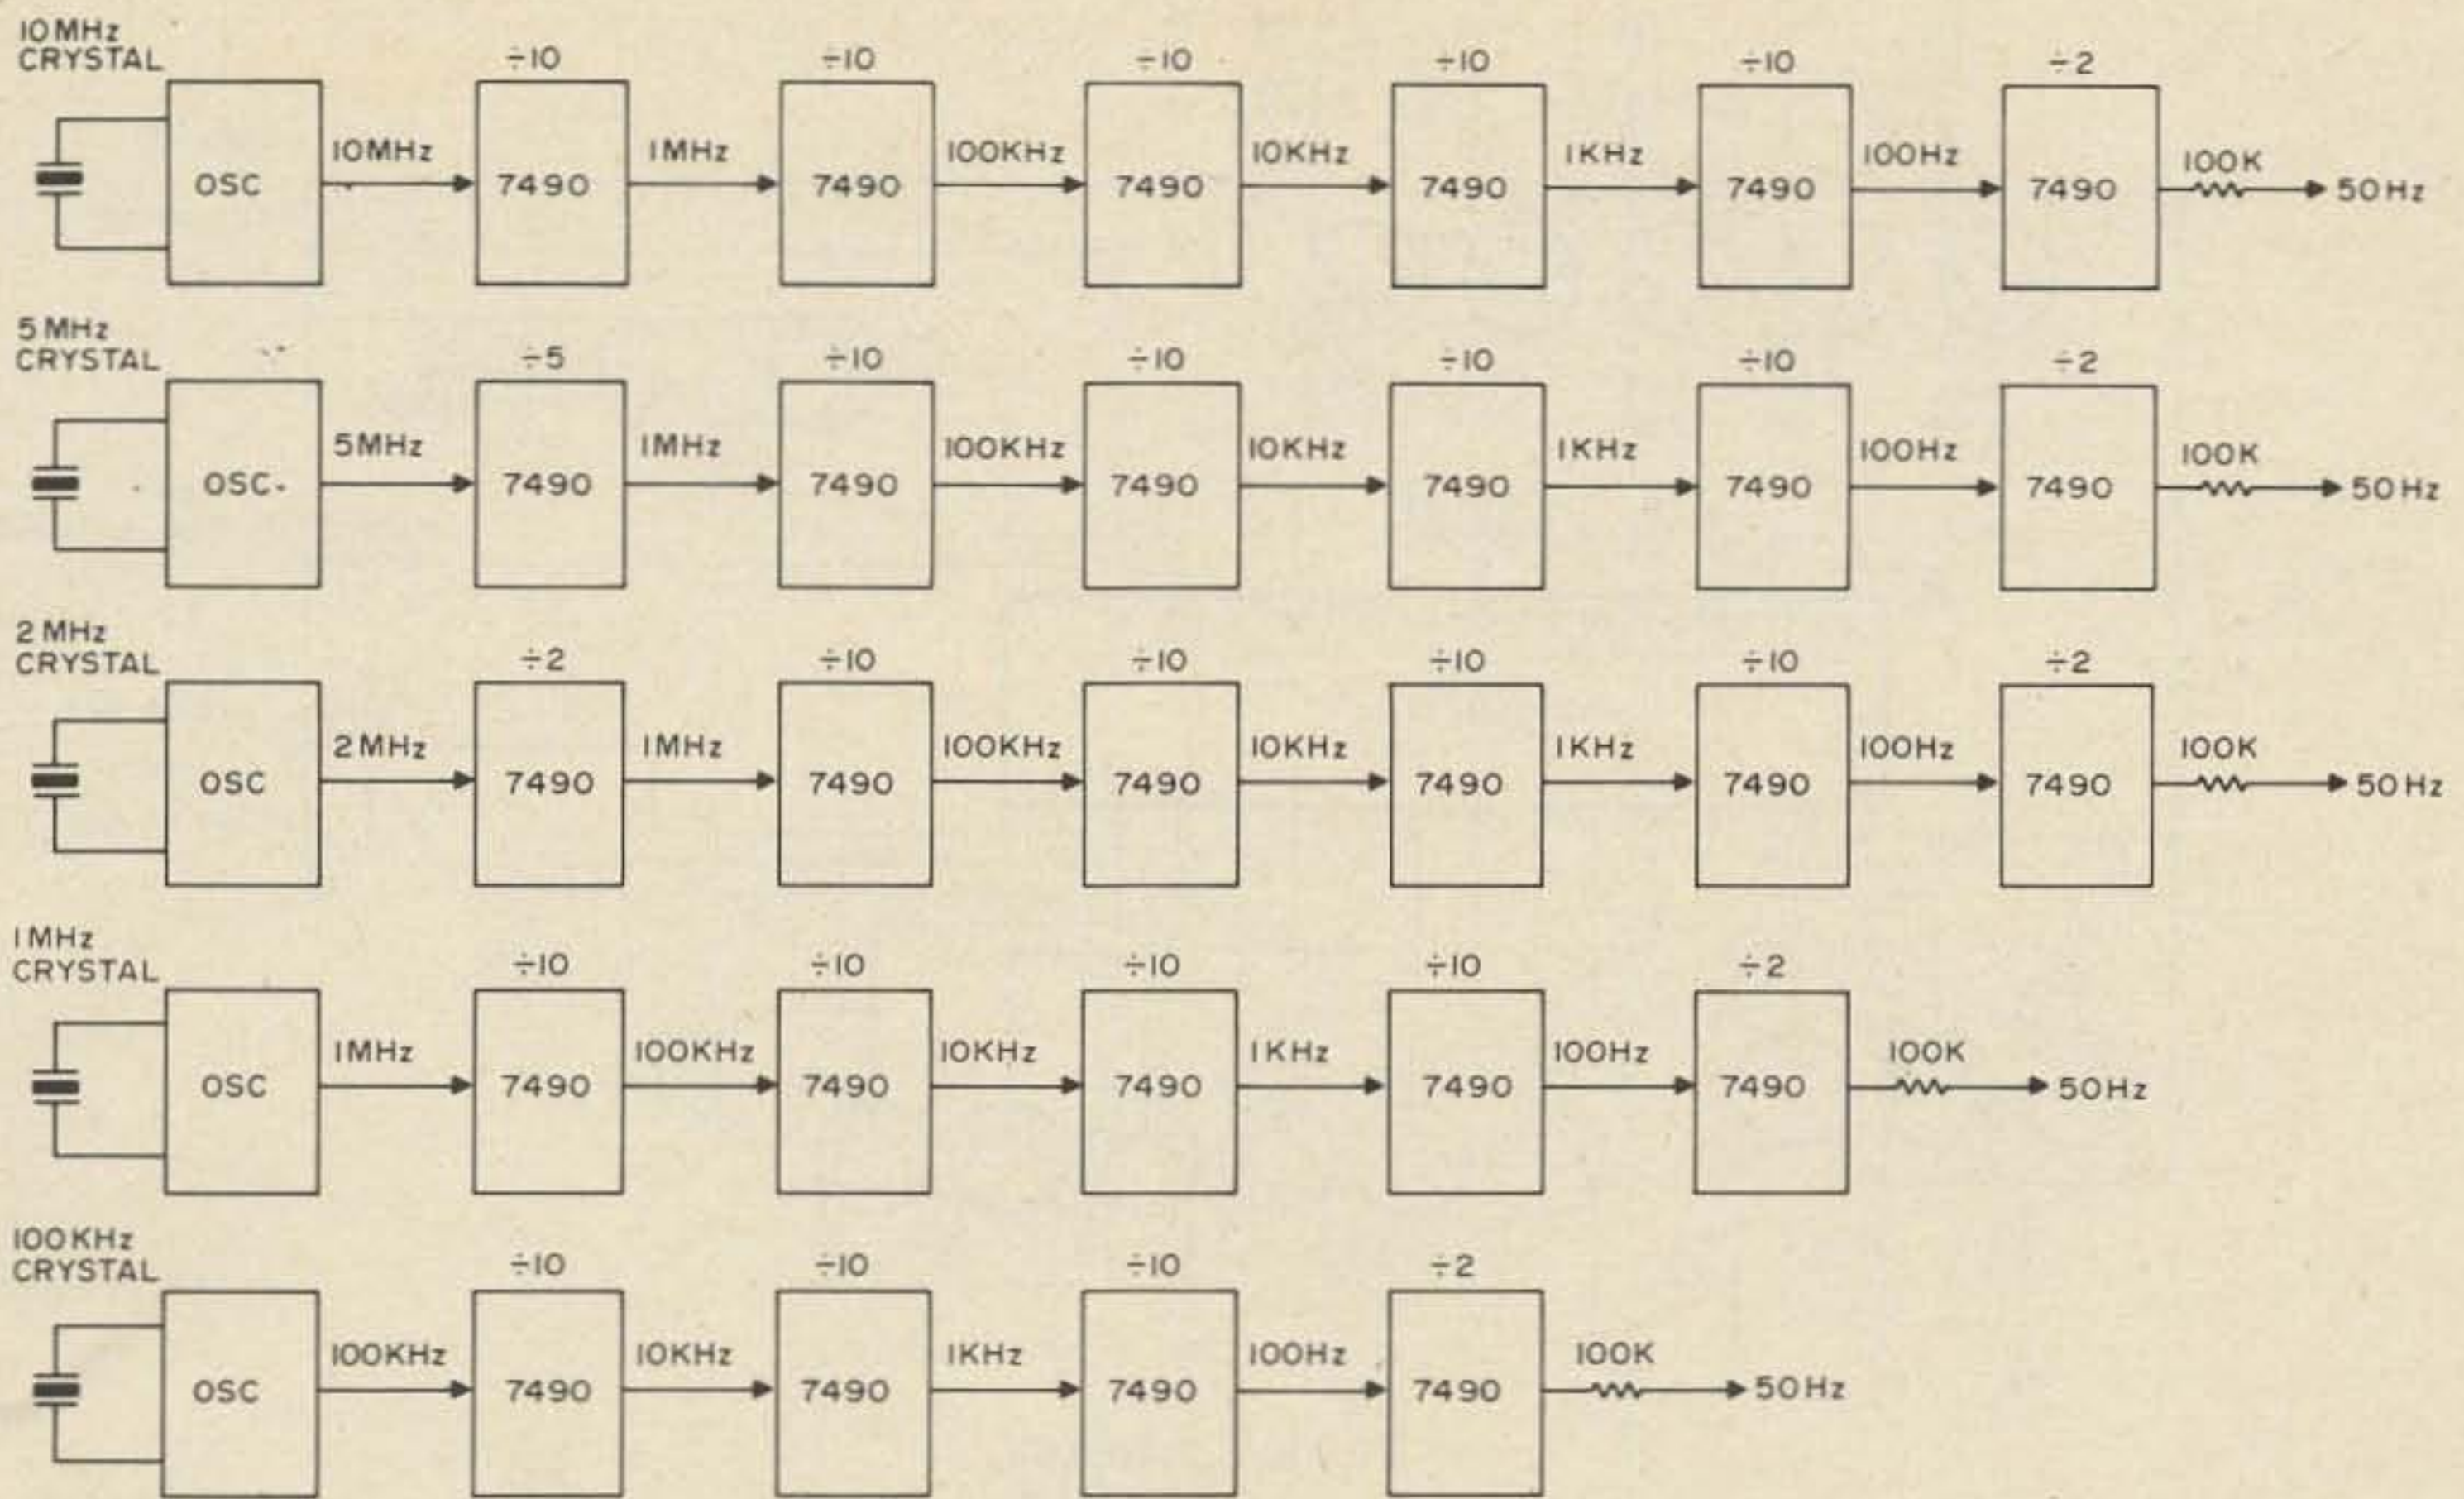 10 MHz
CRYSTAL
÷10 ÷10 ÷10 ÷10 ÷10 ÷2
10MHz 1MHz 100KHz 10KHz 1KHz 100Hz 100K
OSC 7490 7490 7490 7490 7490 7490 50Hz
5 MHz
CRYSTAL
÷5 ÷10 ÷10 ÷10 ÷10 ÷2
5MHz 1MHz 100KHz 10KHz 1KHz 100Hz 100K
OSC. 7490 7490 7490 7490 7490 7490 50Hz
2 MHz
CRYSTAL
÷2 ÷10 ÷10 ÷10 ÷10 ÷2
2MHz 1MHz 100KHz 10KHz 1KHz 100Hz 100K
OSC 7490 7490 7490 7490 7490 7490 50Hz
1MHz
CRYSTAL
÷10 ÷10 ÷10 ÷10 ÷2
1MHz 100KHz 10KHz 1KHz 100Hz 100K
OSC 7490 7490 7490 7490 7490 50Hz
100KHz
CRYSTAL
÷10 ÷10 ÷10 ÷2
100KHz 10KHz 1KHz 100Hz 100K
OSC 7490 7490 7490 7490 50Hz